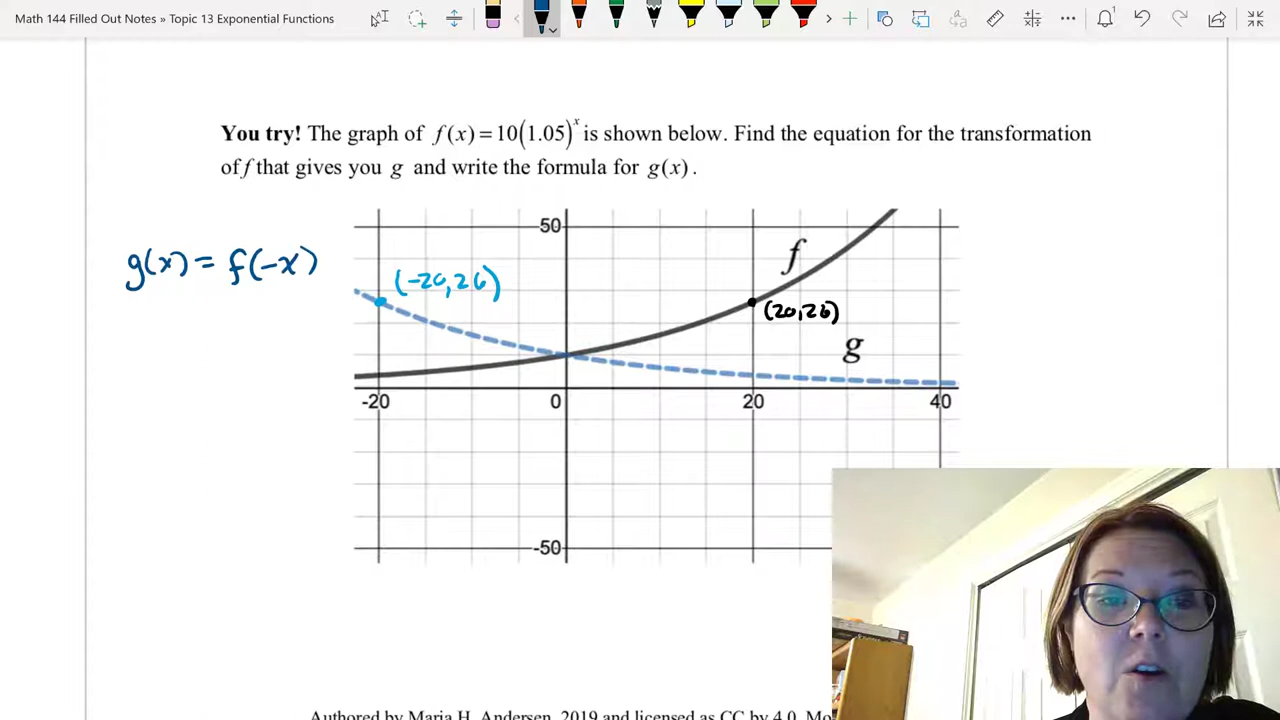 Math 144 Filled Out Notes » Topic 13 Exponential Functions
You try! The graph of f(x) = 10(1.05)^x is shown below. Find the equation for the transformation
of f that gives you g and write the formula for g(x).
50
f
g(x) = f(-x)
(-20,26)
(20,26)
g
-20
0
20
40
-50
Authored by Maria H. Andersen, 2019 and licensed as CC by 4.0.